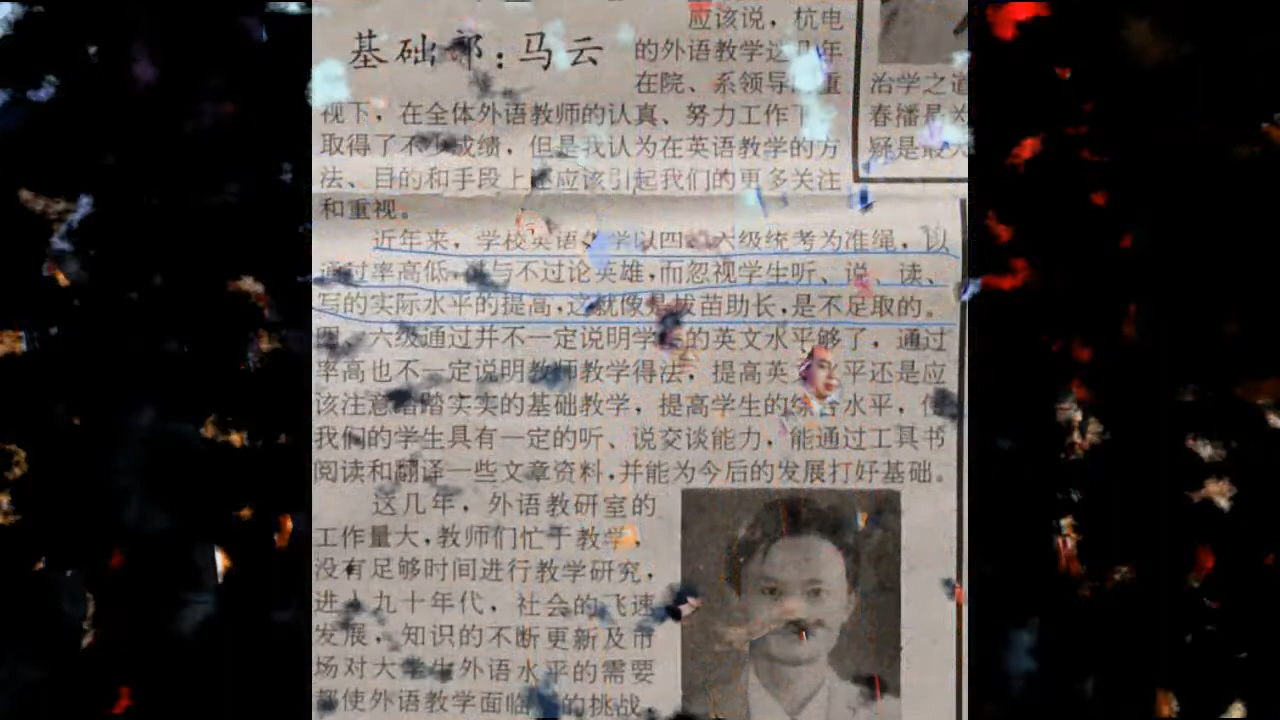 基础部：马云
应该说，杭电
的外语教学这几年
在院、系领导的重
视下，在全体外语教师的认真、努力工作下
取得了不少成绩，但是我认为在英语教学的方
法、目的和手段上还应该引起我们的更多关注
和重视。
近年来，学校英语教学以四、六级统考为准绳，以
通过率高低，参与不过论英雄，而忽视学生听、说、读、
写的实际水平的提高，这就像是拔苗助长，是不足取的。
四、六级通过并不一定说明学生的英文水平够了，通过
率高也不一定说明教师教学得法，提高英文水平还是应
该注意踏踏实实的基础教学，提高学生的综合水平，使
我们的学生具有一定的听、说交谈能力，能通过工具书
阅读和翻译一些文章资料，并能为今后的发展打好基础。
这几年，外语教研室的
工作量大，教师们忙于教学，
没有足够时间进行教学研究，
进入九十年代，社会的飞速
发展，知识的不断更新及市
场对大学生外语水平的需要
都使外语教学面临的挑战，
治学之道
春播是关
疑是最大